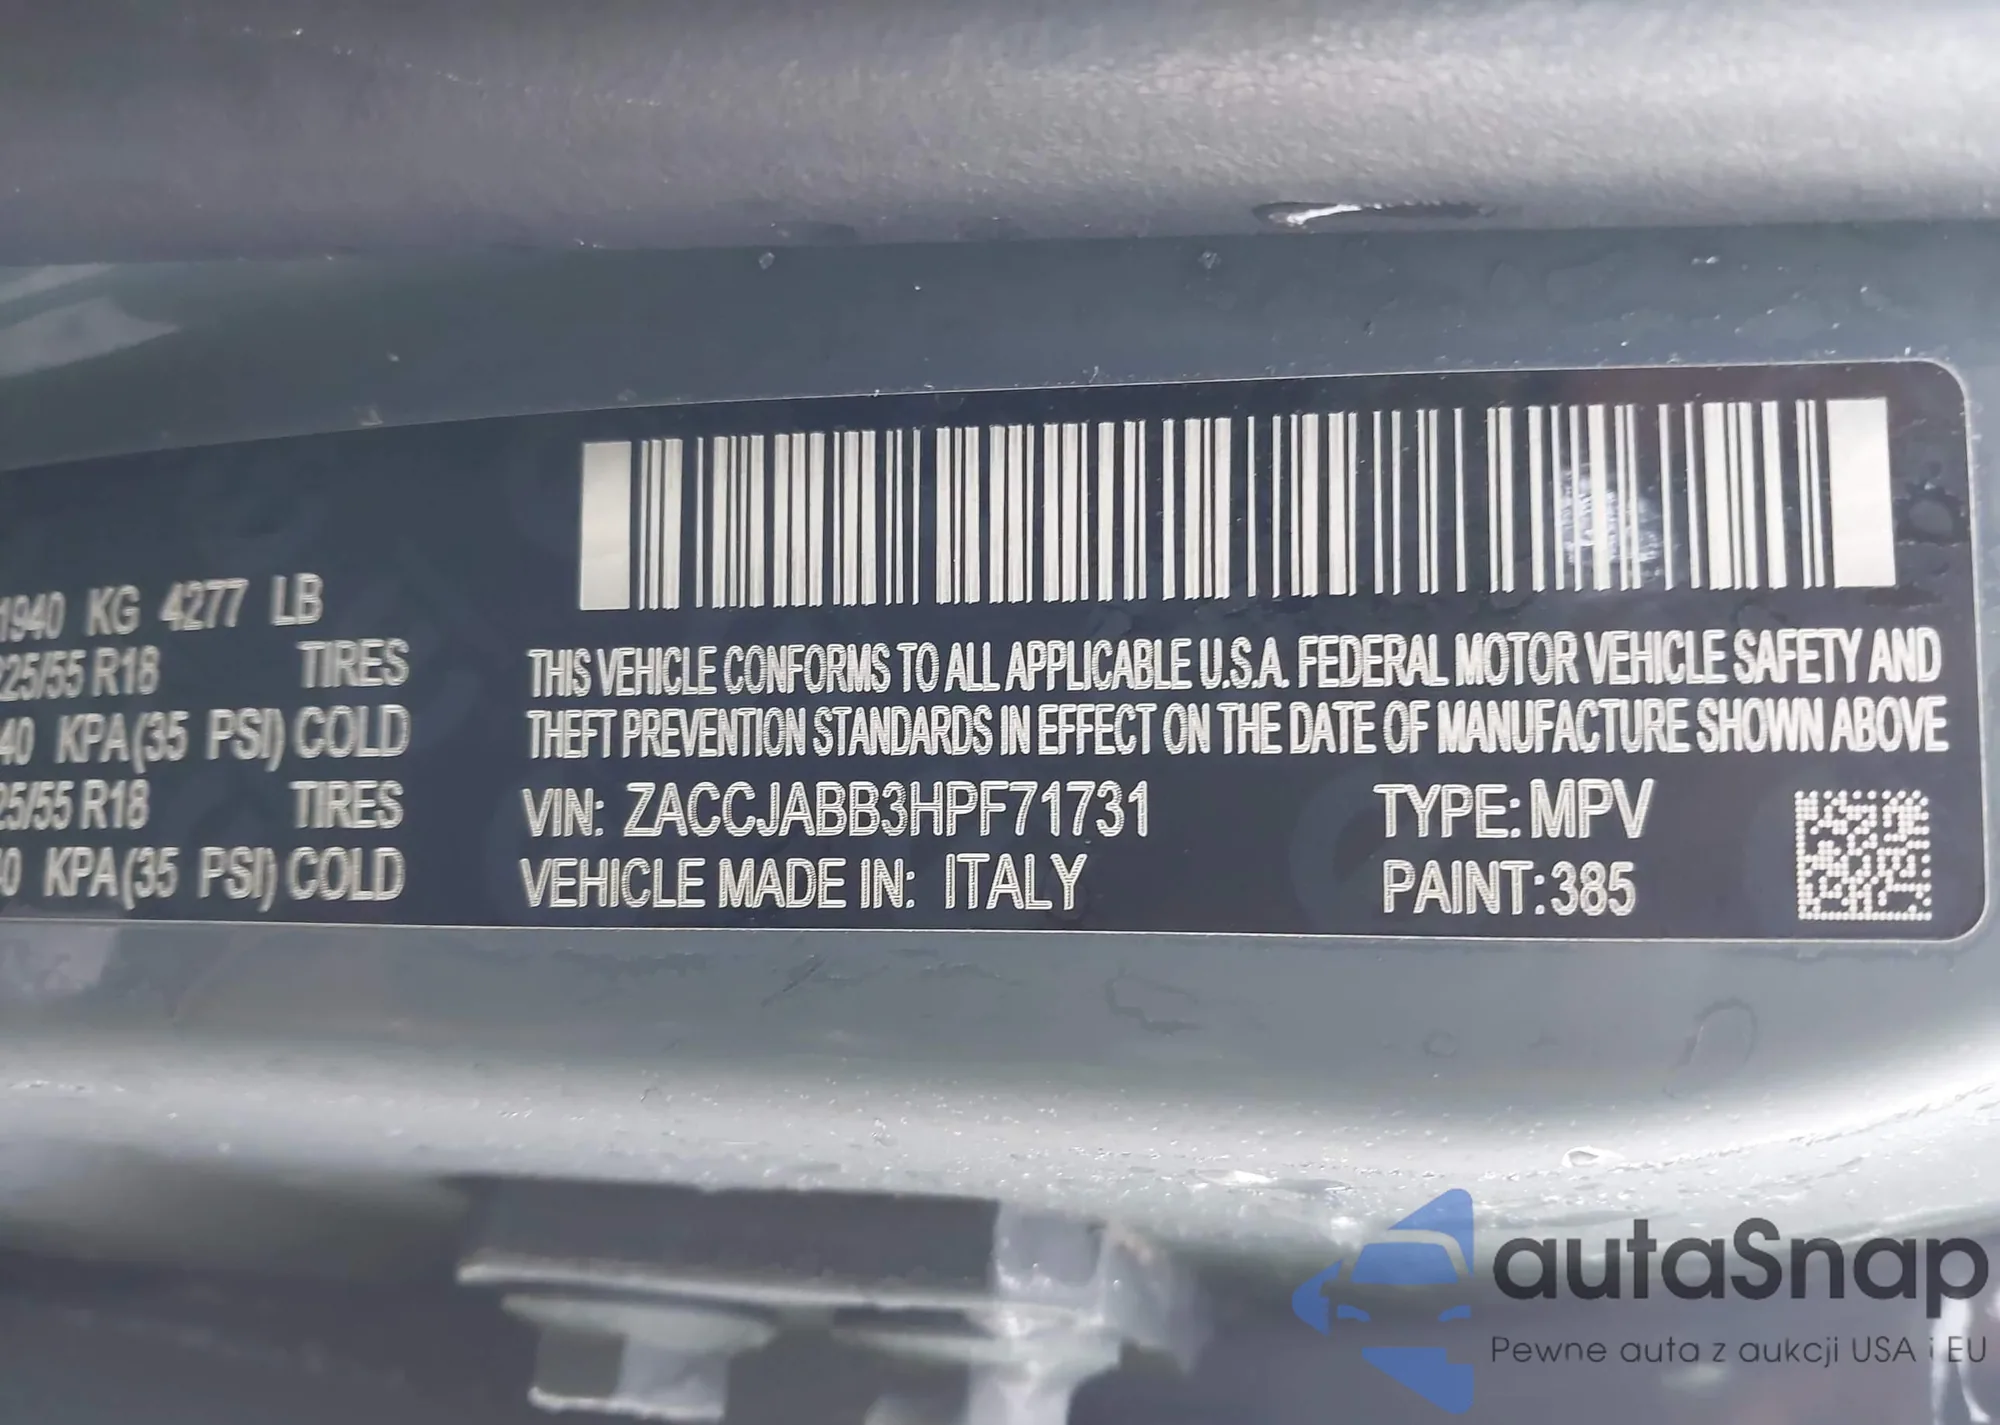 1940 KG 4277 LB
25/55 R18 TIRES
40 KPA(35 PSI) COLD
25/55 R18 TIRES
0 KPA(35 PSI) COLD
THIS VEHICLE CONFORMS TO ALL APPLICABLE U.S.A. FEDERAL MOTOR VEHICLE SAFETY AND
THEFT PREVENTION STANDARDS IN EFFECT ON THE DATE OF MANUFACTURE SHOWN ABOVE
VIN: ZACCJABB3HPF71731 TYPE: MPV
VEHICLE MADE IN: ITALY PAINT:385
autaSnap
Pewne auta z aukcji USA i EU